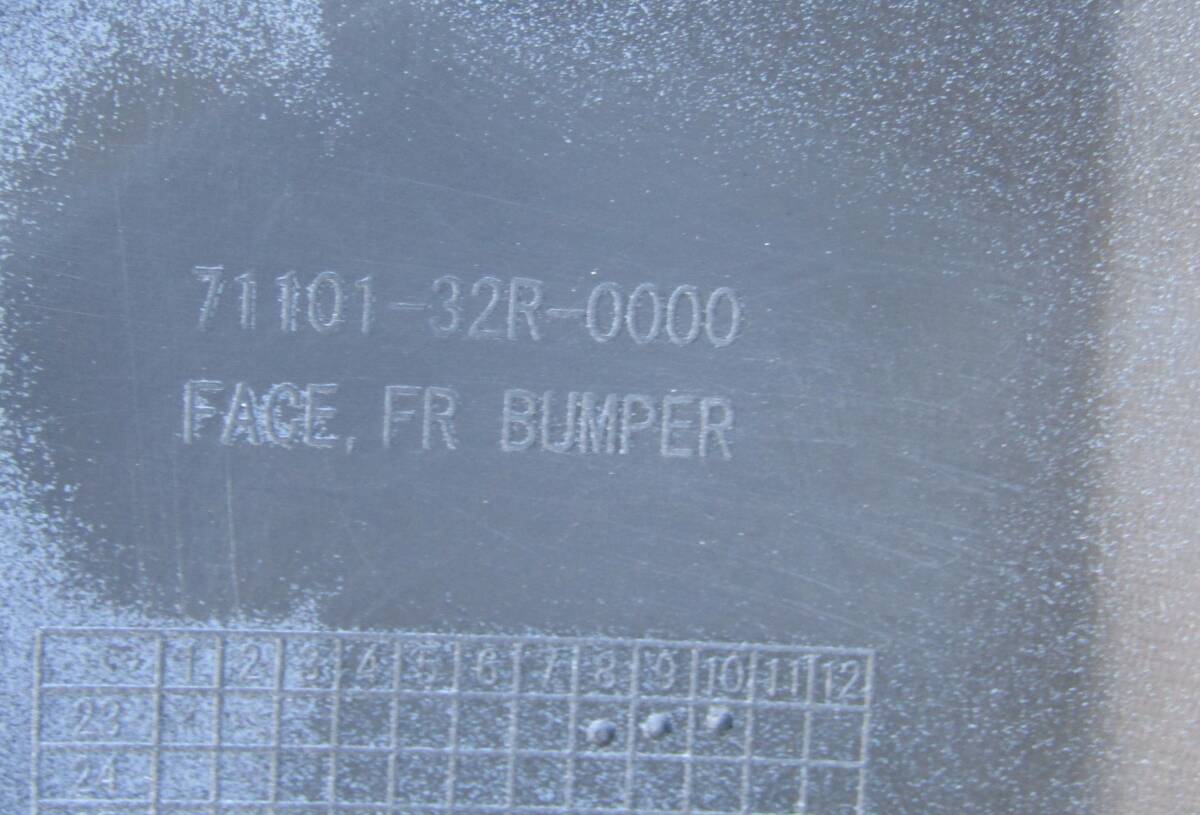 71101-32R-0000
FACE, FR BUMPER
1 2 3 4 5 6 7 8 9 10 11 12
23
24